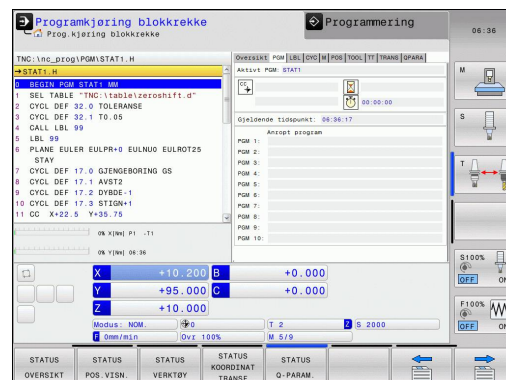 Programkjøring blokkrekke
Prog.kjøring blokkrekke
Programmering
06:36
TNC:\nc_prog\PGM\STAT1.H
→STAT1.H
0 BEGIN PGM STAT1 MM
1 SEL TABLE "TNC:\table\zeroshift.d"
2 CYCL DEF 32.0 TOLERANSE
3 CYCL DEF 32.1 T0.05
4 CALL LBL 99
5 LBL 99
6 PLANE EULER EULPR+0 EULNU0 EULROT25
STAY
7 CYCL DEF 17.0 GJENGEBORING GS
8 CYCL DEF 17.1 AVST2
9 CYCL DEF 17.2 DYBDE-1
10 CYCL DEF 17.3 STIGN+1
11 CC X+22.5 Y+35.75
0% X[Nm] P1 -T1
0% Y[Nm] 06:36
Oversikt PGM LBL CYC M POS TOOL TT TRANS QPARA
Aktivt PGM: STAT1
CC
00:00:00
Gjeldende tidspunkt: 06:36:17
Anropt program
PGM 1:
PGM 2:
PGM 3:
PGM 4:
PGM 5:
PGM 6:
PGM 7:
PGM 8:
PGM 9:
PGM 10:
X +10.200 B +0.000
Y +95.000 C +0.000
Z +10.000
Modus: NOM. 0 T 2 Z S 2000
F 0mm/min Ovr 100% M 5/9
M
S
T
S100%
OFF ON
F100%
OFF ON
STATUS OVERSIKT
STATUS POS.VISN.
STATUS VERKTØY
STATUS KOORDINAT TRANSF.
STATUS Q-PARAM.